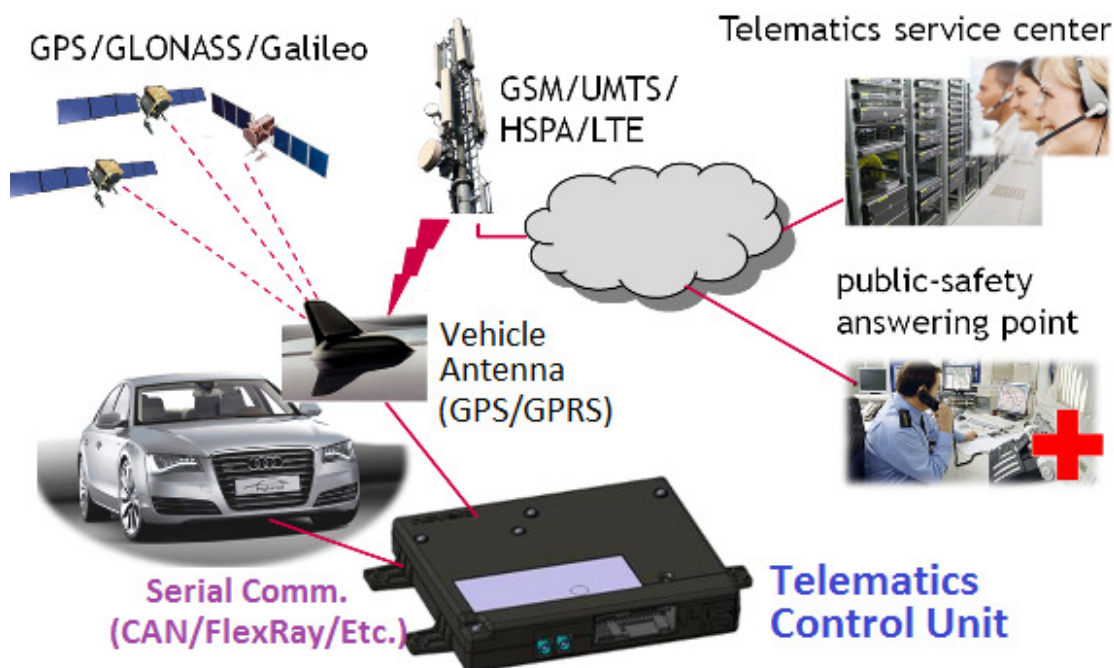 GPS/GLONASS/Galileo
GSM/UMTS/
HSPA/LTE
Telematics service center
public-safety
answering point
Vehicle
Antenna
(GPS/GPRS)
Serial Comm.
(CAN/FlexRay/Etc.)
Telematics
Control Unit